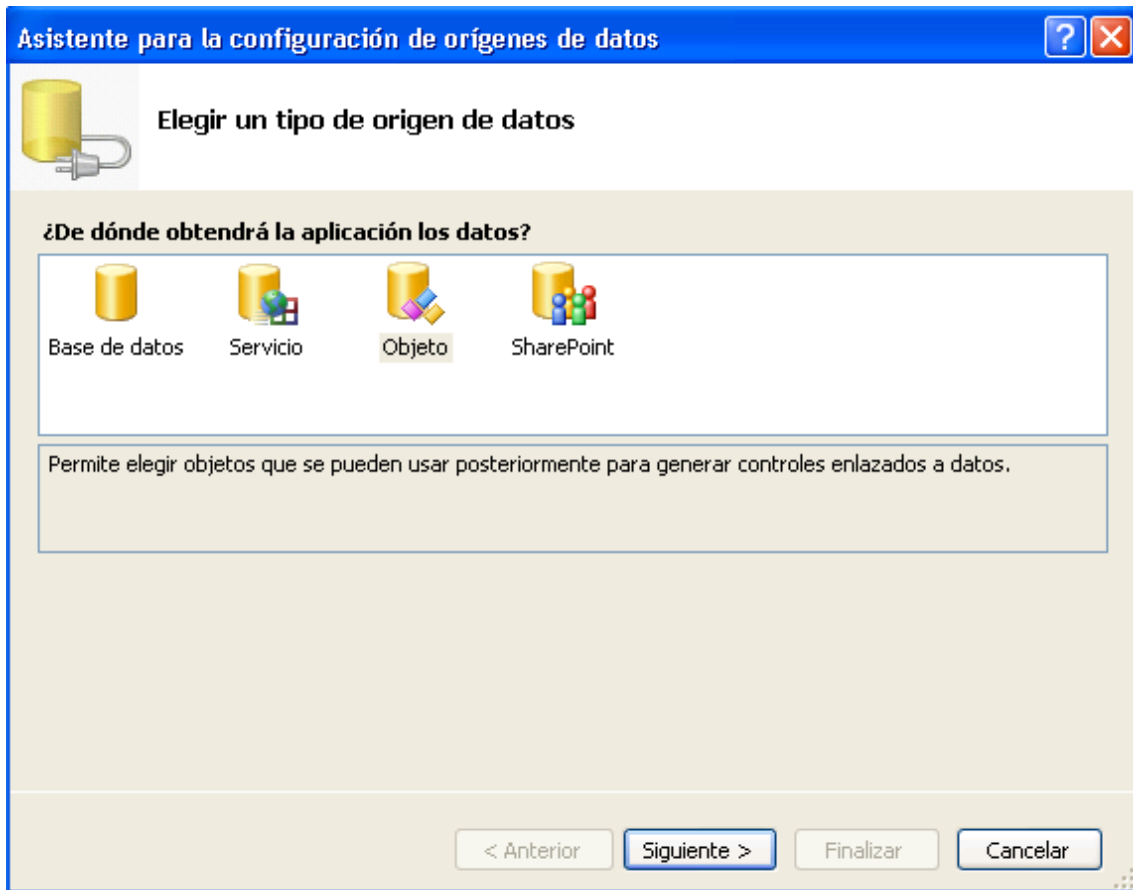 Asistente para la configuración de orígenes de datos
Elegir un tipo de origen de datos
¿De dónde obtendrá la aplicación los datos?
Base de datos
Servicio
Objeto
SharePoint
Permite elegir objetos que se pueden usar posteriormente para generar controles enlazados a datos.
< Anterior
Siguiente >
Finalizar
Cancelar